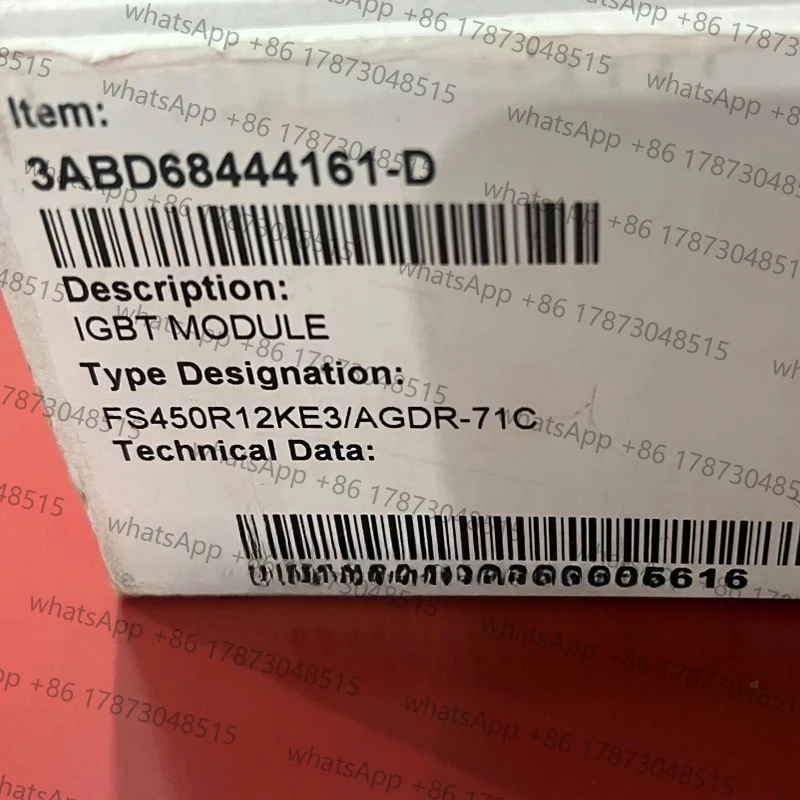 Item:
3ABD68444161-D
Description:
IGBT MODULE
Type Designation:
FS450R12KE3/AGDR-71C
Technical Data:
whatsApp +86 17873048515